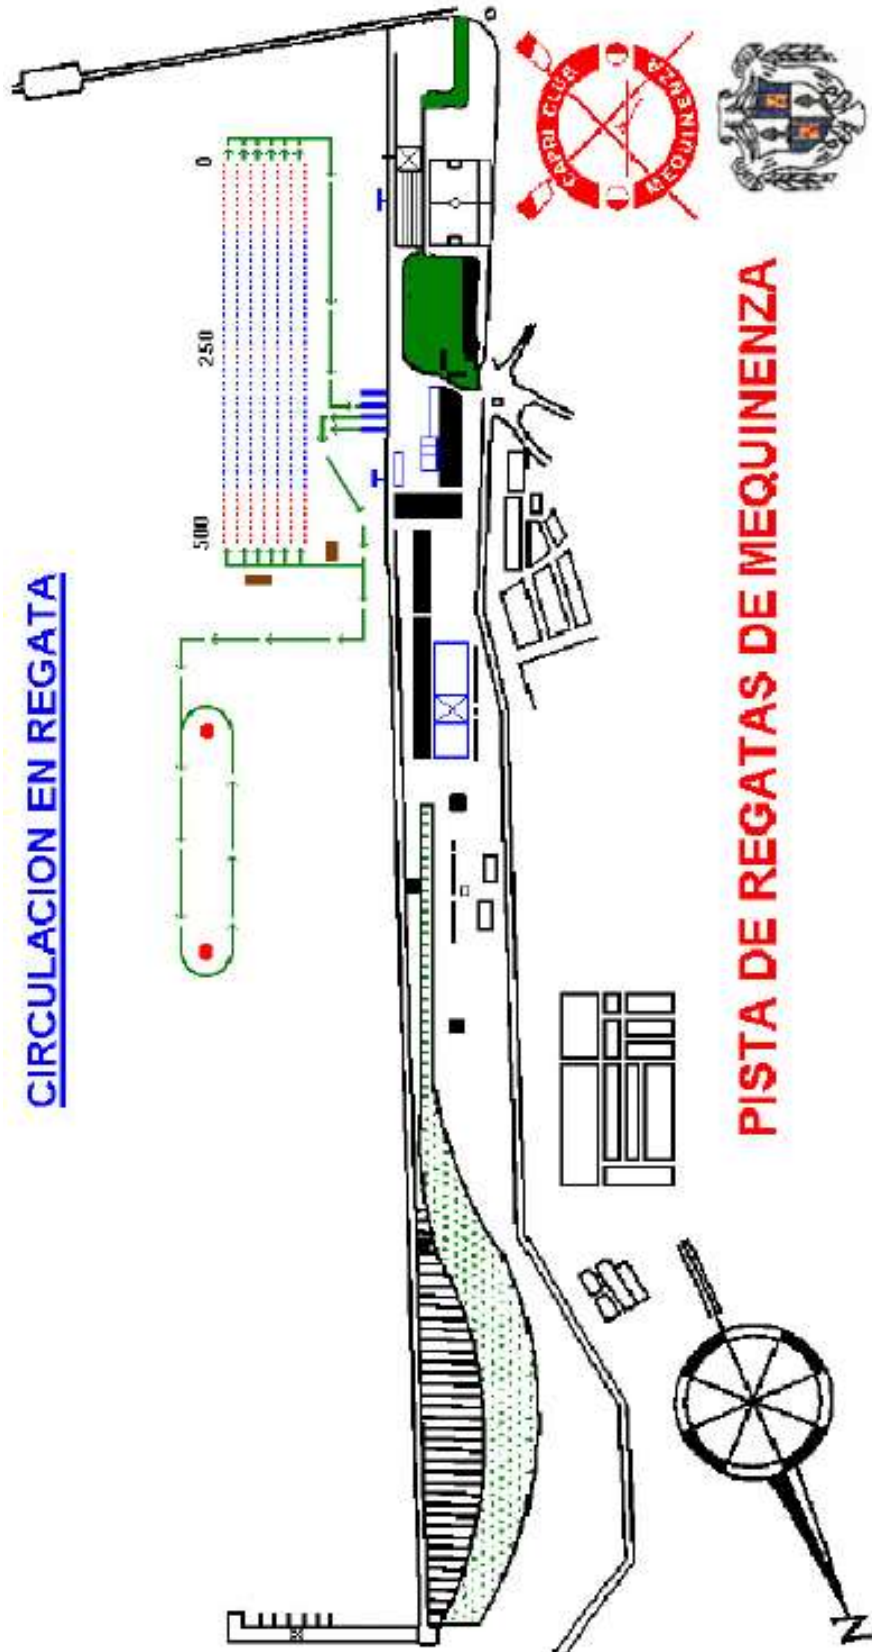 CIRCULACION EN REGATA
500
250
0
CAPRI CLUB
MEQUINENZA
PISTA DE REGATAS DE MEQUINENZA
N